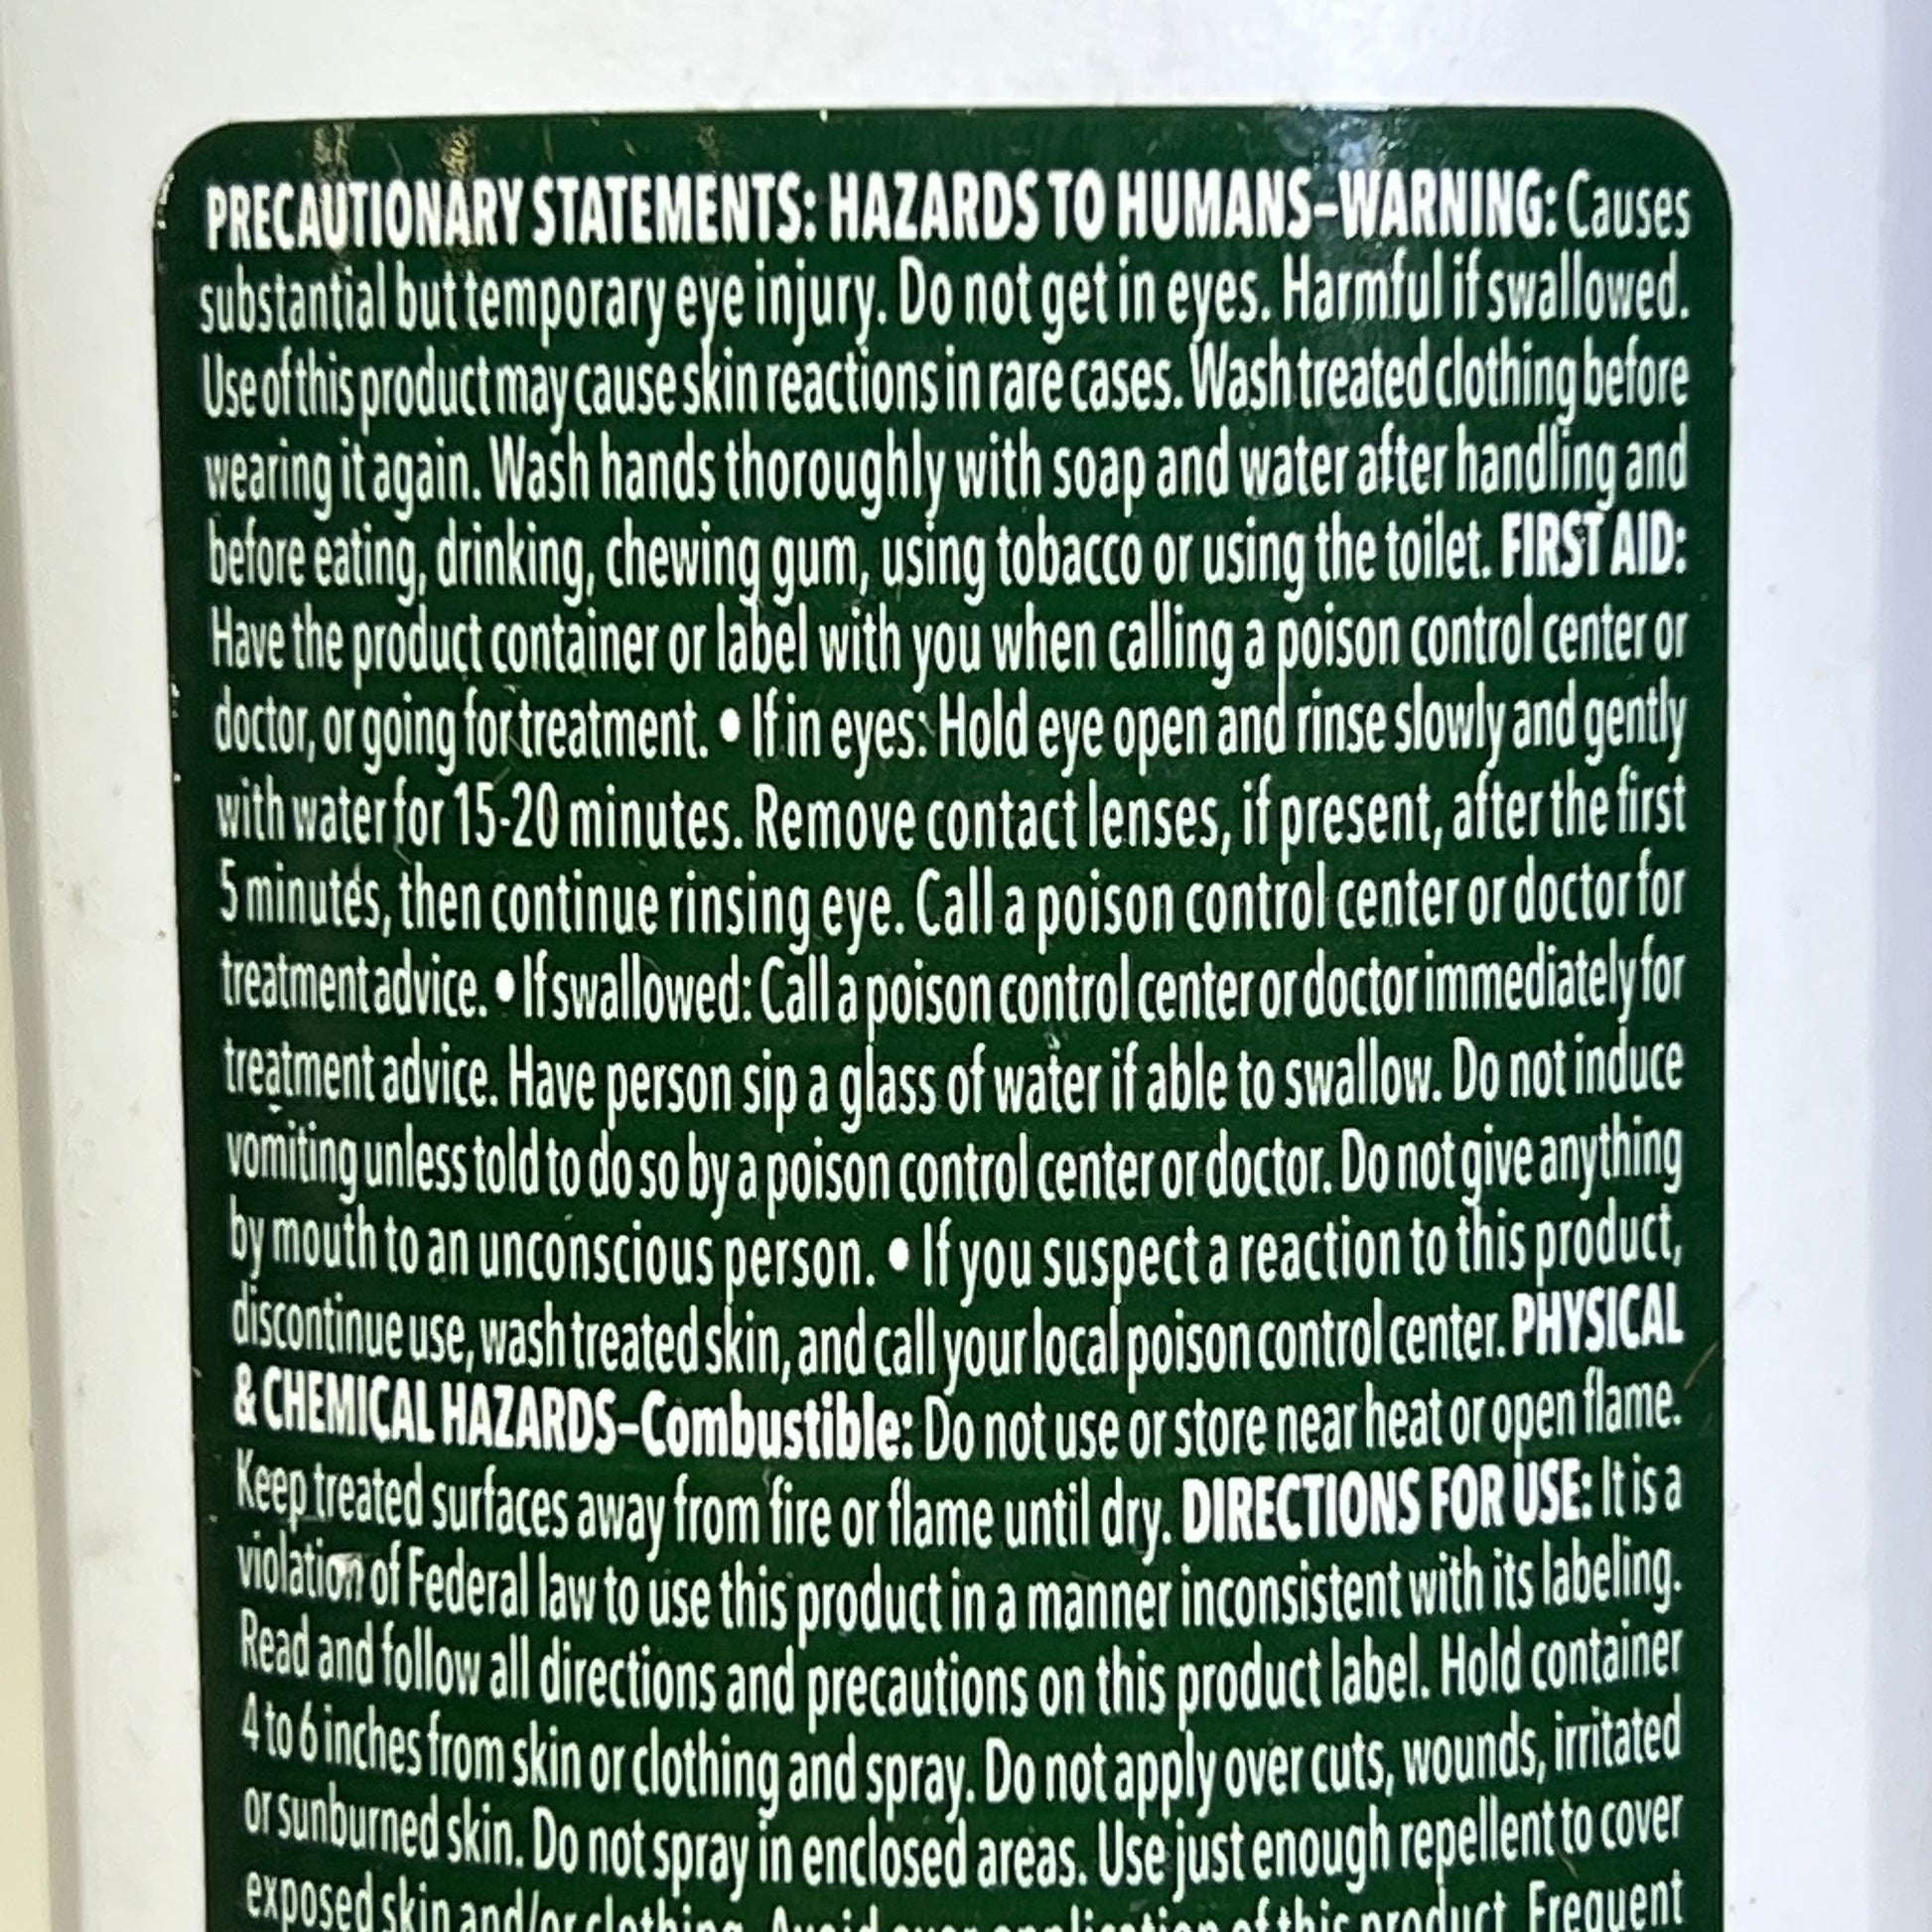 PRECAUTIONARY STATEMENTS: HAZARDS TO HUMANS–WARNING: Causes
substantial but temporary eye injury. Do not get in eyes. Harmful if swallowed.
Use of this product may cause skin reactions in rare cases. Wash treated clothing before
wearing it again. Wash hands thoroughly with soap and water after handling and
before eating, drinking, chewing gum, using tobacco or using the toilet. FIRST AID:
Have the product container or label with you when calling a poison control center or
doctor, or going for treatment. • If in eyes: Hold eye open and rinse slowly and gently
with water for 15-20 minutes. Remove contact lenses, if present, after the first
5 minutes, then continue rinsing eye. Call a poison control center or doctor for
treatment advice. • If swallowed: Call a poison control center or doctor immediately for
treatment advice. Have person sip a glass of water if able to swallow. Do not induce
vomiting unless told to do so by a poison control center or doctor. Do not give anything
by mouth to an unconscious person. • If you suspect a reaction to this product,
discontinue use, wash treated skin, and call your local poison control center. PHYSICAL
& CHEMICAL HAZARDS–Combustible: Do not use or store near heat or open flame.
Keep treated surfaces away from fire or flame until dry. DIRECTIONS FOR USE: It is a
violation of Federal law to use this product in a manner inconsistent with its labeling.
Read and follow all directions and precautions on this product label. Hold container
4 to 6 inches from skin or clothing and spray. Do not apply over cuts, wounds, irritated
or sunburned skin. Do not spray in enclosed areas. Use just enough repellent to cover
exposed skin and/or clothing. Avoid over application of this product. Frequent